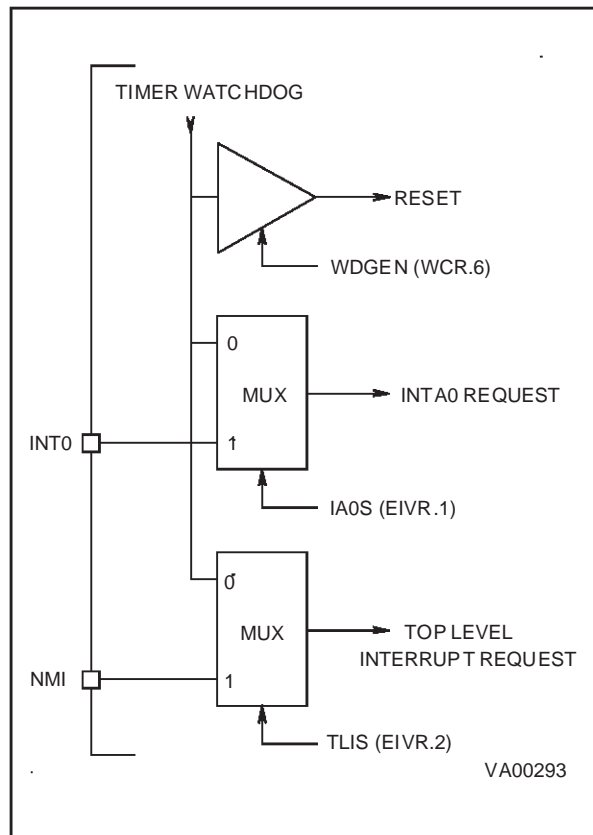 TIMER WATCHDOG
RESET
WDGEN (WCR.6)
0
MUX
INTA0 REQUEST
INT0
1
IA0S (EIVR.1)
0
MUX
TOP LEVEL
INTERRUPT REQUEST
NMI
1
TLIS (EIVR.2)
VA00293